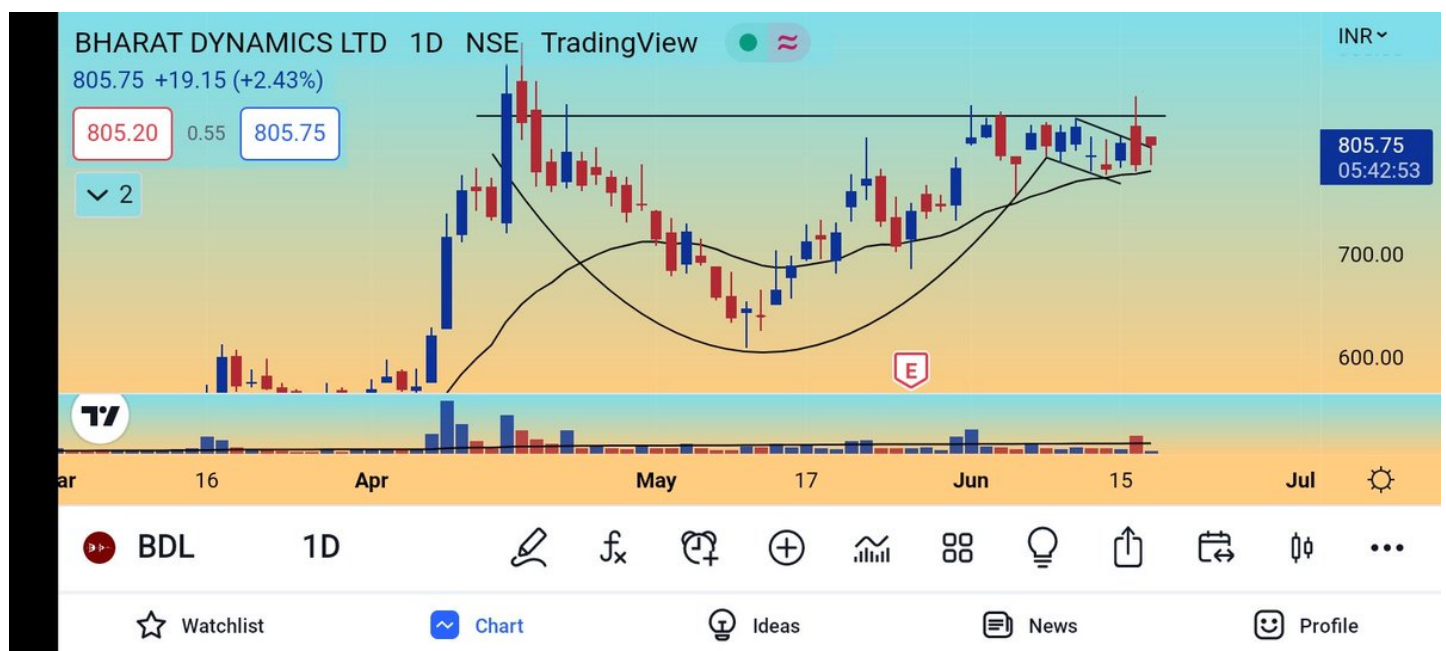 BHARAT DYNAMICS LTD 1D NSE TradingView
INR
805.75 +19.15 (+2.43%)
805.20 0.55 805.75
2
805.75
05:42:53
700.00
600.00
E
16 Apr May 17 Jun 15 Jul
BDL 1D
Watchlist Chart Ideas News Profile